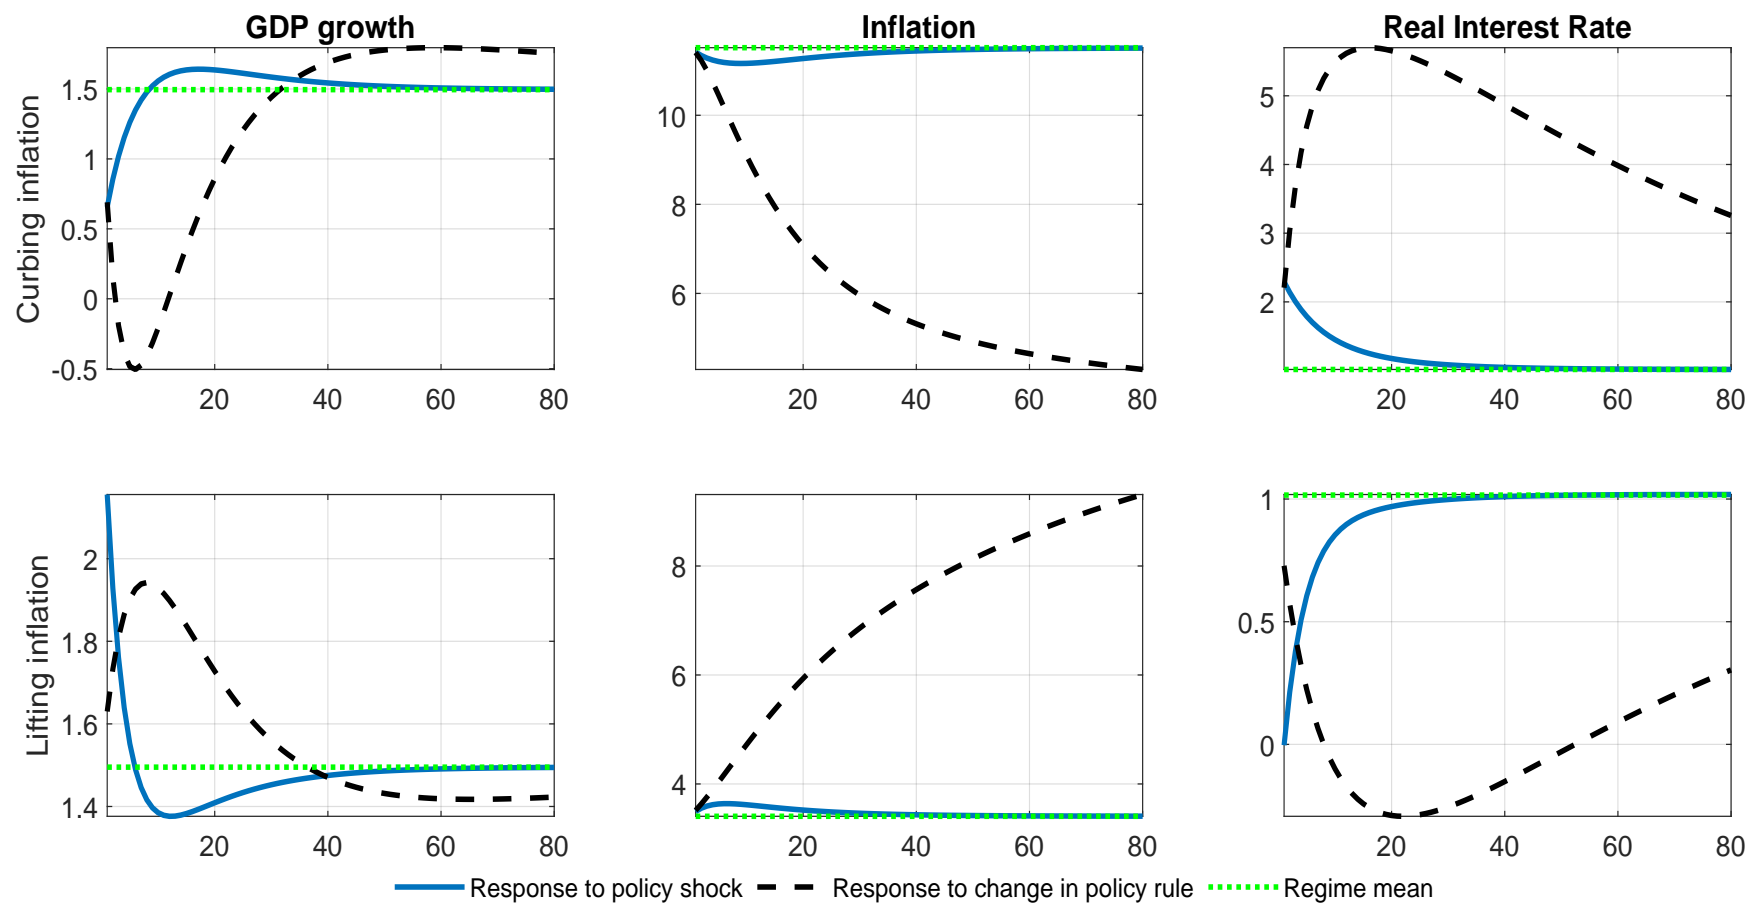 GDP growth
Inflation
Real Interest Rate
Curbing inflation
1.5
1
0.5
0
-0.5
20 40 60 80
10
8
6
20 40 60 80
5
4
3
2
20 40 60 80
Lifting inflation
2
1.8
1.6
1.4
20 40 60 80
8
6
4
20 40 60 80
1
0.5
0
20 40 60 80
Response to policy shock Response to change in policy rule Regime mean